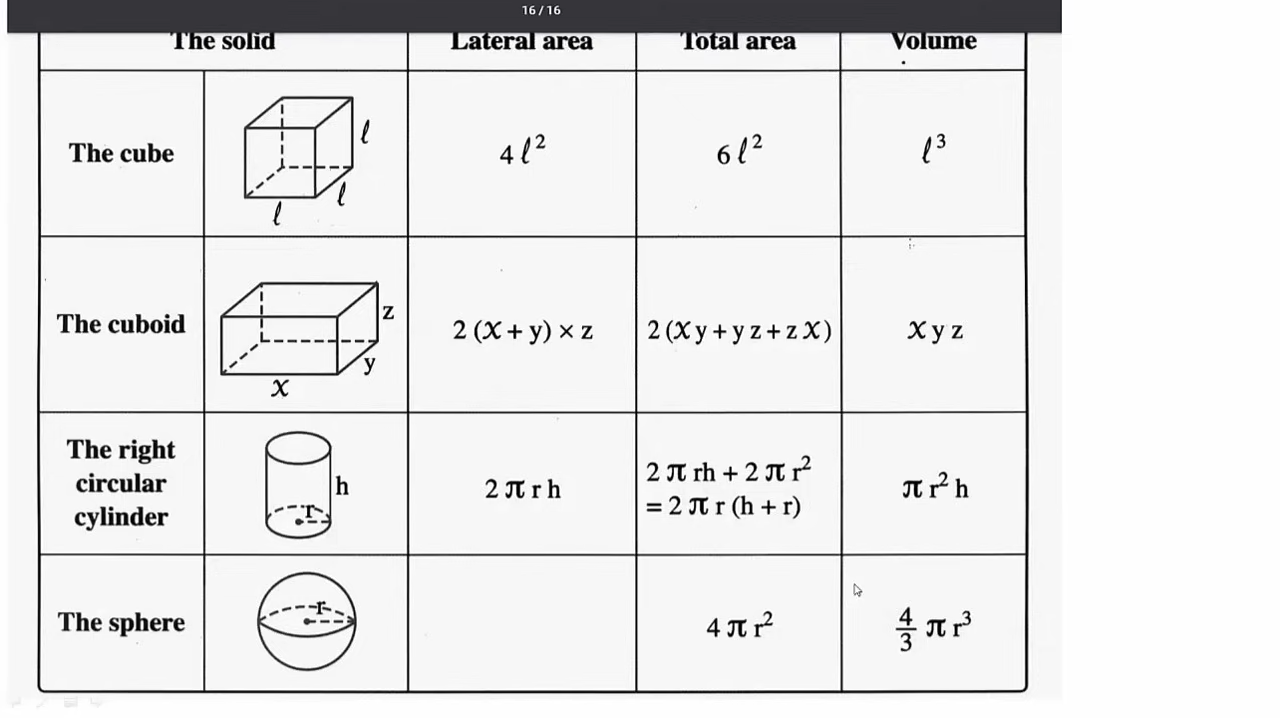 16 / 16
The solid Lateral area Total area Volume
The cube ℓ ℓ ℓ 4 ℓ² 6 ℓ² ℓ³
The cuboid x y z 2 (x + y) × z 2 (x y + y z + z x) x y z
The right
circular
cylinder
r h
2 π r h
2 π rh + 2 π r²
= 2 π r (h + r)
π r² h
The sphere r 4 π r² 4/3 π r³